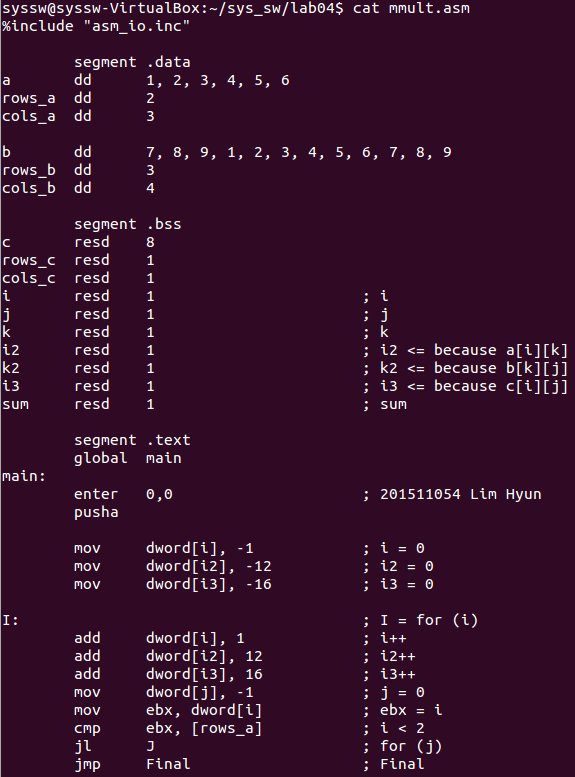 syssw@syssw-VirtualBox:~/sys_sw/lab04$ cat mmult.asm
%include "asm_io.inc"
segment .data
a dd 1, 2, 3, 4, 5, 6
rows_a dd 2
cols_a dd 3
b dd 7, 8, 9, 1, 2, 3, 4, 5, 6, 7, 8, 9
rows_b dd 3
cols_b dd 4
segment .bss
c resd 8
rows_c resd 1
cols_c resd 1
i resd 1 ; i
j resd 1 ; j
k resd 1 ; k
i2 resd 1 ; i2 <= because a[i][k]
k2 resd 1 ; k2 <= because b[k][j]
i3 resd 1 ; i3 <= because c[i][j]
sum resd 1 ; sum
segment .text
global main
main:
enter 0,0 ; 201511054 Lim Hyun
pusha
mov dword[i], -1 ; i = 0
mov dword[i2], -12 ; i2 = 0
mov dword[i3], -16 ; i3 = 0
I: ; I = for (i)
add dword[i], 1 ; i++
add dword[i2], 12 ; i2++
add dword[i3], 16 ; i3++
mov dword[j], -1 ; j = 0
mov ebx, dword[i] ; ebx = i
cmp ebx, [rows_a] ; i < 2
jl J ; for (j)
jmp Final ; Final